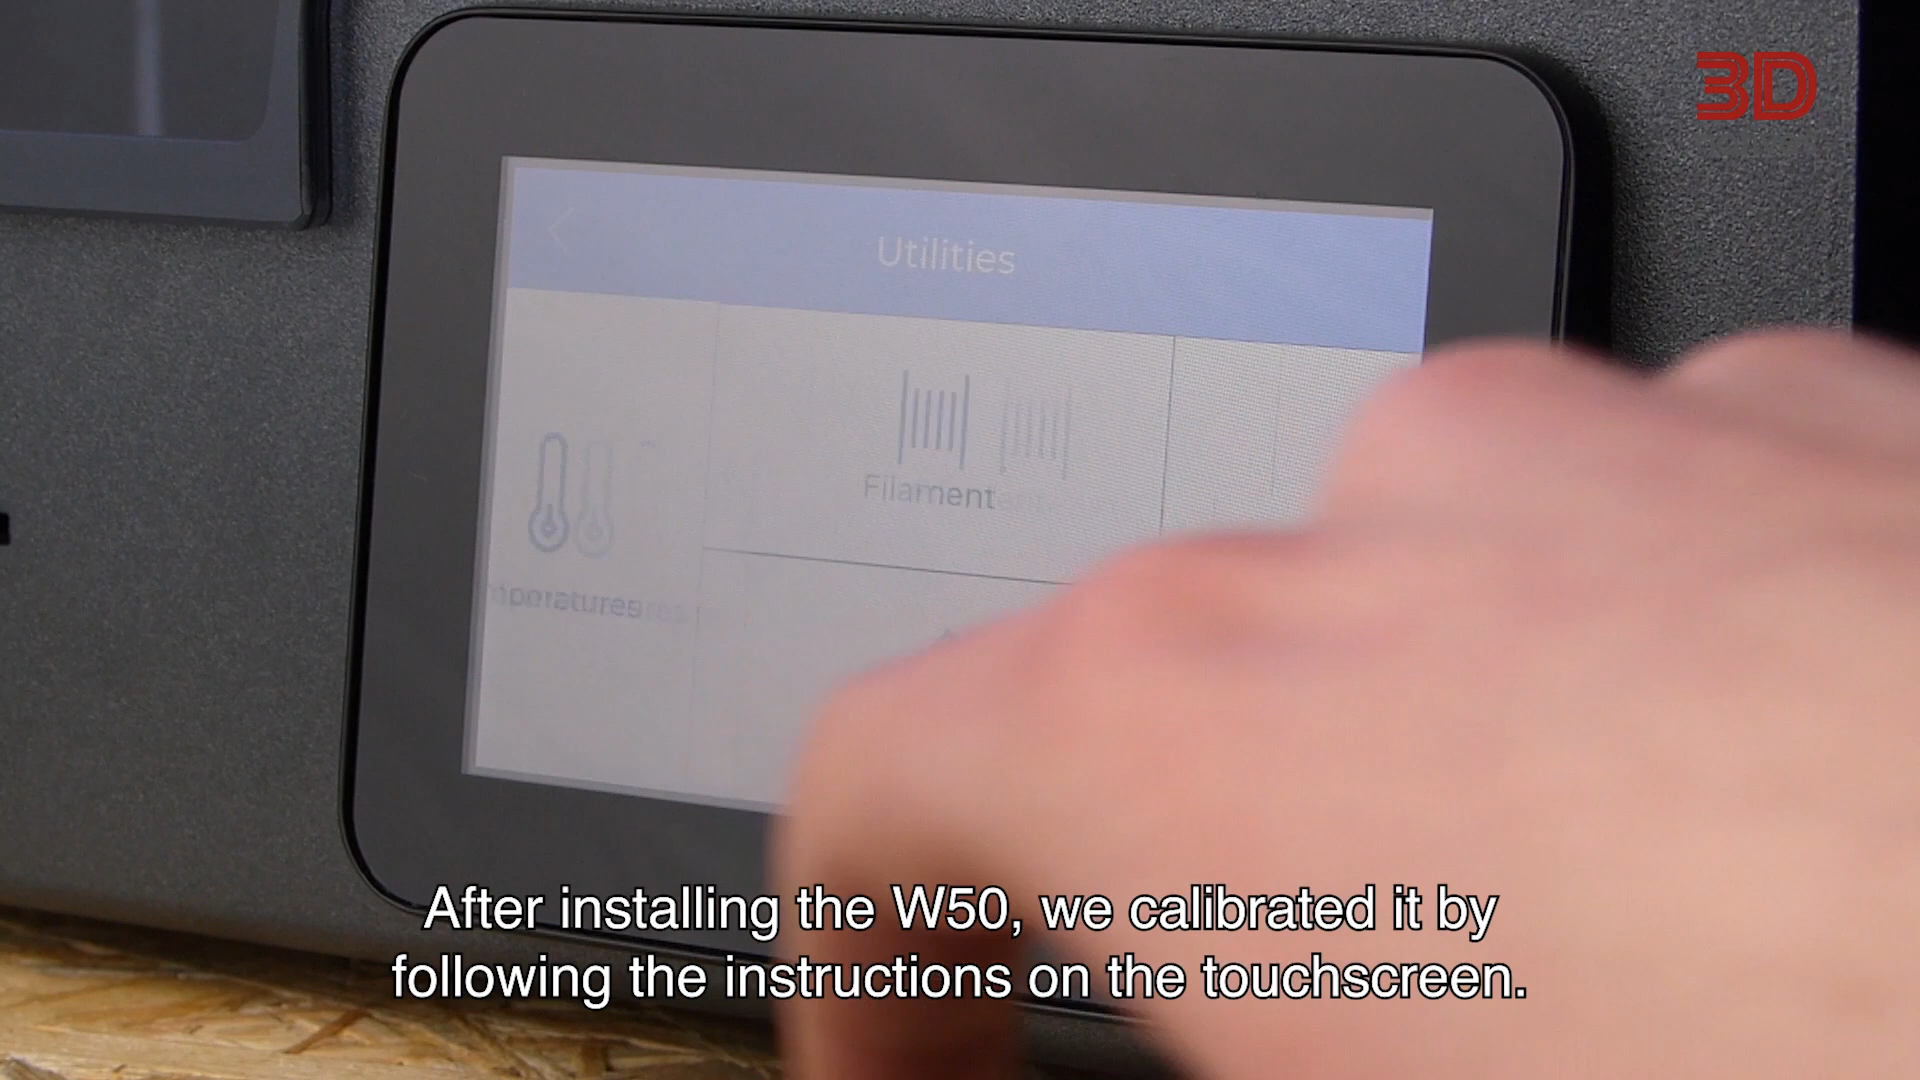 3D
Utilities
Filament
After installing the W50, we calibrated it by
following the instructions on the touchscreen.